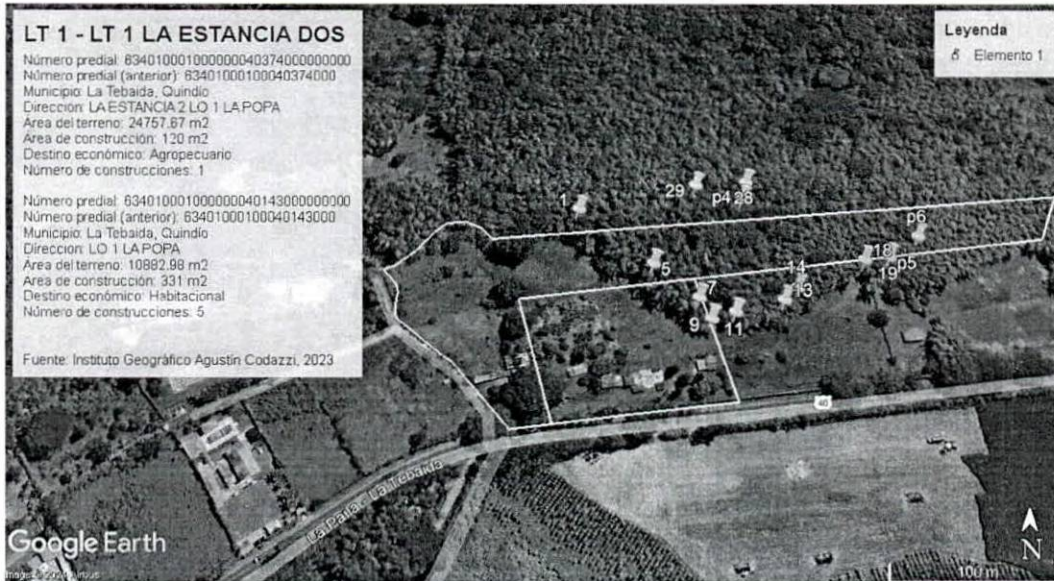 LT 1 - LT 1 LA ESTANCIA DOS
Número predial: 634010001000000040374000000000
Número predial (anterior): 63401000100040374000
Municipio: La Tebaida, Quindío
Dirección: LA ESTANCIA 2 LO 1 LA POPA
Área del terreno: 24757.67 m2
Área de construcción: 120 m2
Destino económico: Agropecuario
Número de construcciones: 1
Número predial: 634010001000000040143000000000
Número predial (anterior): 63401000100040143000
Municipio: La Tebaida, Quindío
Dirección: LO 1 LA POPA
Área del terreno: 10882.98 m2
Área de construcción: 331 m2
Destino económico: Habitacional
Número de construcciones: 5
Fuente: Instituto Geográfico Agustín Codazzi, 2023
Leyenda
Elemento 1
29
p4
28
1
p6
5
18
p5
19
14
13
7
9
11
40
La Paila - La Tebaida
Google Earth
100 m
N